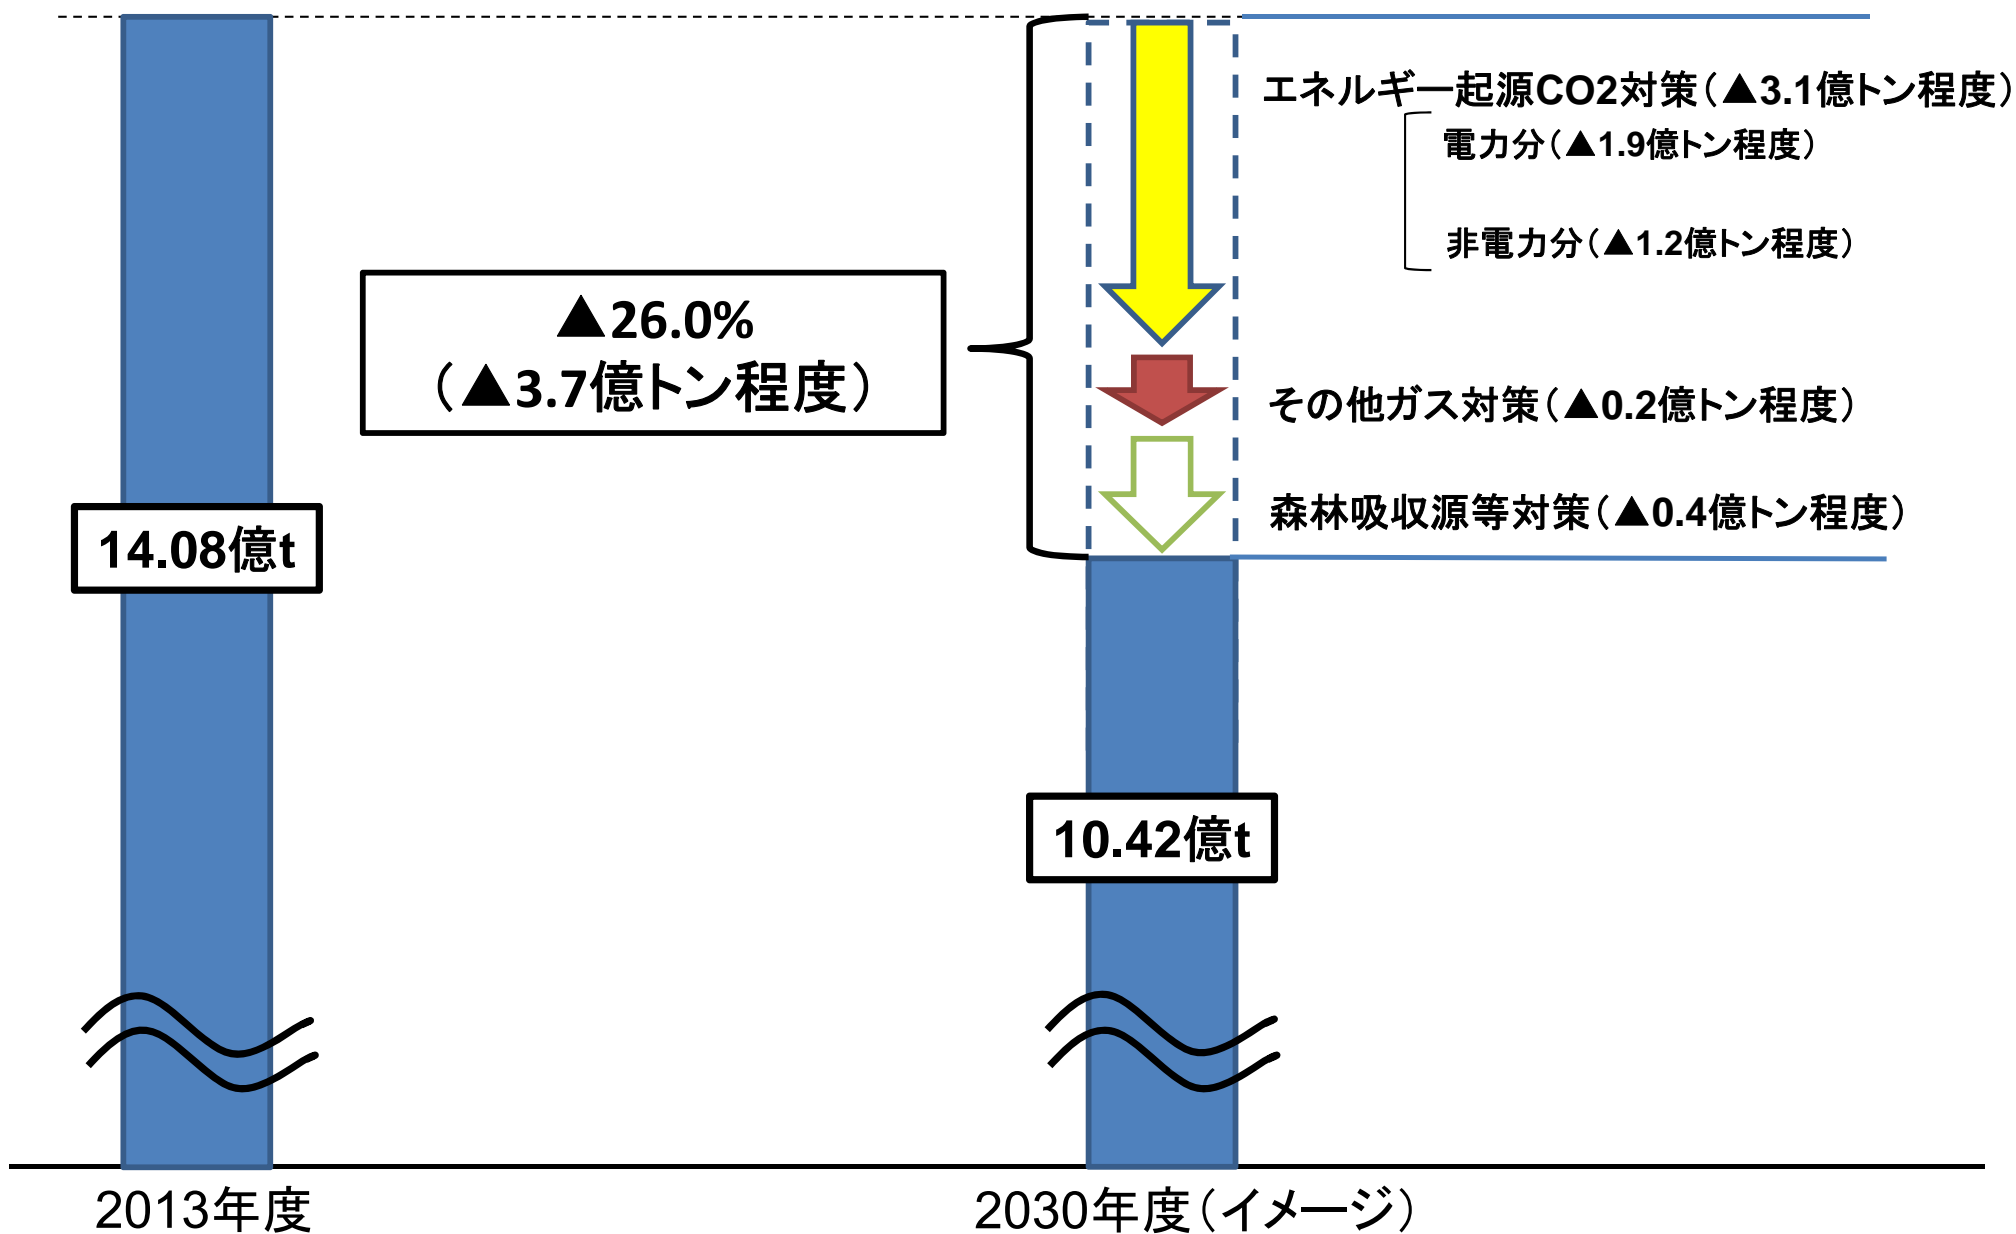 エネルギー起源CO2対策(▲3.1億トン程度)
電力分(▲1.9億トン程度)
非電力分(▲1.2億トン程度)
▲26.0%
(▲3.7億トン程度)
その他ガス対策(▲0.2億トン程度)
森林吸収源等対策(▲0.4億トン程度)
14.08億t
10.42億t
2013年度
2030年度(イメージ)